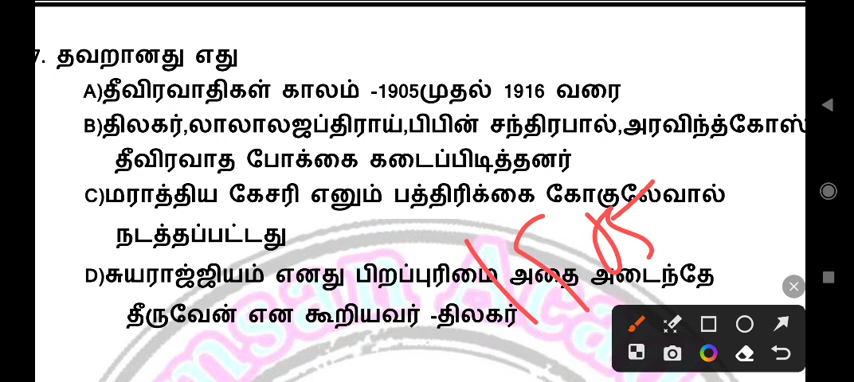 7. தவறானது எது
A)தீவிரவாதிகள் காலம் -1905முதல் 1916 வரை
B)திலகர்,லாலாலஜப்திராய்,பிபின் சந்திரபால்,அரவிந்த்கோஸ்
தீவிரவாத போக்கை கடைப்பிடித்தனர்
C)மராத்திய கேசரி எனும் பத்திரிக்கை கோகுலேவால்
நடத்தப்பட்டது
D)சுயராஜ்ஜியம் எனது பிறப்புரிமை அதை அடைந்தே
தீருவேன் என கூறியவர் -திலகர்